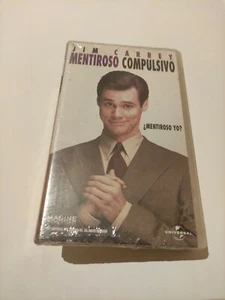 JIM CARREY
MENTIROSO COMPULSIVO
¿MENTIROSO YO?
UNIVERSAL